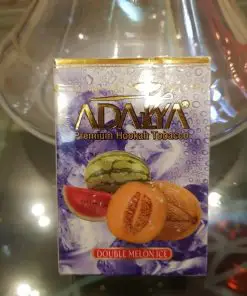 ADALYA
Premium Hookah Tobacco
DOUBLE MELON ICE